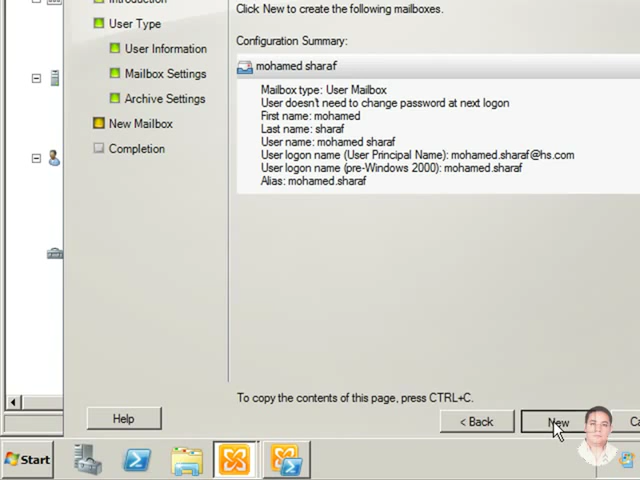 Click New to create the following mailboxes.
User Type
Configuration Summary:
User Information
mohamed sharaf
Mailbox Settings
Mailbox type: User Mailbox
Archive Settings
User doesn't need to change password at next logon
New Mailbox
First name: mohamed
Last name: sharaf
Completion
User name: mohamed sharaf
User logon name (User Principal Name): mohamed.sharaf@hs.com
User logon name (pre-Windows 2000): mohamed.sharaf
Alias: mohamed.sharaf
To copy the contents of this page, press CTRL+C.
Help
< Back
New
Start